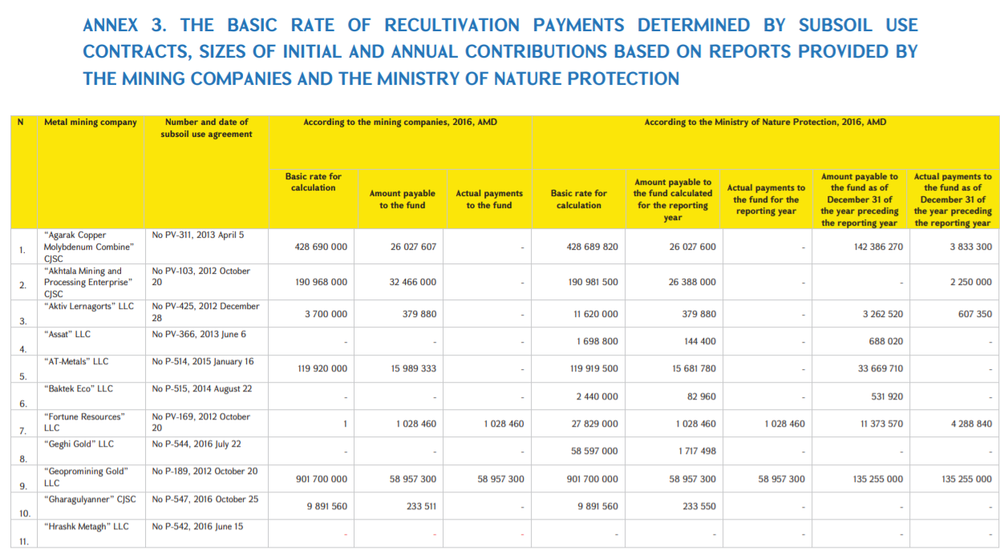 ANNEX 3. THE BASIC RATE OF RECULTIVATION PAYMENTS DETERMINED BY SUBSOIL USE
CONTRACTS, SIZES OF INITIAL AND ANNUAL CONTRIBUTIONS BASED ON REPORTS PROVIDED BY
THE MINING COMPANIES AND THE MINISTRY OF NATURE PROTECTION
N
Metal mining company
Number and date of
subsoil use agreement
According to the mining companies, 2016, AMD
According to the Ministry of Nature Protection, 2016, AMD
Basic rate for
calculation
Amount payable
to the fund
Actual payments
to the fund
Basic rate for
calculation
Amount payable to
the fund calculated
for the reporting
year
Actual payments to
the fund for the
reporting year
Amount payable to
the fund as of
December 31 of
the year preceding
the reporting year
Actual payments to
the fund as of
December 31 of
the year preceding
the reporting year
1.
"Agarak Copper
Molybdenum Combine"
CJSC
No PV-311, 2013 April 5
428 690 000 26 027 607 - 428 689 820 26 027 600 - 142 386 270 3 833 300
2.
"Akhtala Mining and
Processing Enterprise"
CJSC
No PV-103, 2012 October
20
190 968 000 32 466 000 - 190 981 500 26 388 000 - - 2 250 000
3.
"Aktiv Lernagorts" LLC
No PV-425, 2012 December
28
3 700 000 379 880 - 11 620 000 379 880 - 3 262 520 607 350
4.
"Assat" LLC
No PV-366, 2013 June 6
- - - 1 698 800 144 400 - 688 020 -
5.
"AT-Metals" LLC
No P-514, 2015 January 16
119 920 000 15 989 333 - 119 919 500 15 681 780 - 33 669 710 -
6.
"Baktek Eco" LLC
No P-515, 2014 August 22
- - - 2 440 000 82 960 - 531 920 -
7.
"Fortune Resources"
LLC
No PV-169, 2012 October
20
1 1 028 460 1 028 460 27 829 000 1 028 460 1 028 460 11 373 570 4 288 840
8.
"Geghi Gold" LLC
No P-544, 2016 July 22
- - - 58 597 000 1 717 498 - - -
9.
"Geopromining Gold"
LLC
No P-189, 2012 October 20
901 700 000 58 957 300 58 957 300 901 700 000 58 957 300 58 957 300 135 255 000 135 255 000
10.
"Gharagulyanner" CJSC
No P-547, 2016 October 25
9 891 560 233 511 - 9 891 560 233 550 - - -
11.
"Hrashk Metagh" LLC
No P-542, 2016 June 15
- - - - - - - -